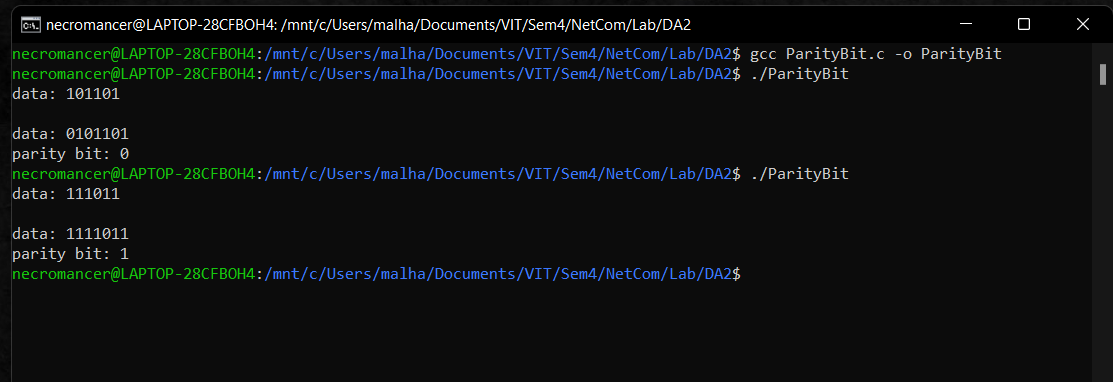 necromancer@LAPTOP-28CFBOH4: /mnt/c/Users/malha/Documents/VIT/Sem4/NetCom/Lab/DA2
necromancer@LAPTOP-28CFBOH4:/mnt/c/Users/malha/Documents/VIT/Sem4/NetCom/Lab/DA2$ gcc ParityBit.c -o ParityBit
necromancer@LAPTOP-28CFBOH4:/mnt/c/Users/malha/Documents/VIT/Sem4/NetCom/Lab/DA2$ ./ParityBit
data: 101101
data: 0101101
parity bit: 0
necromancer@LAPTOP-28CFBOH4:/mnt/c/Users/malha/Documents/VIT/Sem4/NetCom/Lab/DA2$ ./ParityBit
data: 111011
data: 1111011
parity bit: 1
necromancer@LAPTOP-28CFBOH4:/mnt/c/Users/malha/Documents/VIT/Sem4/NetCom/Lab/DA2$